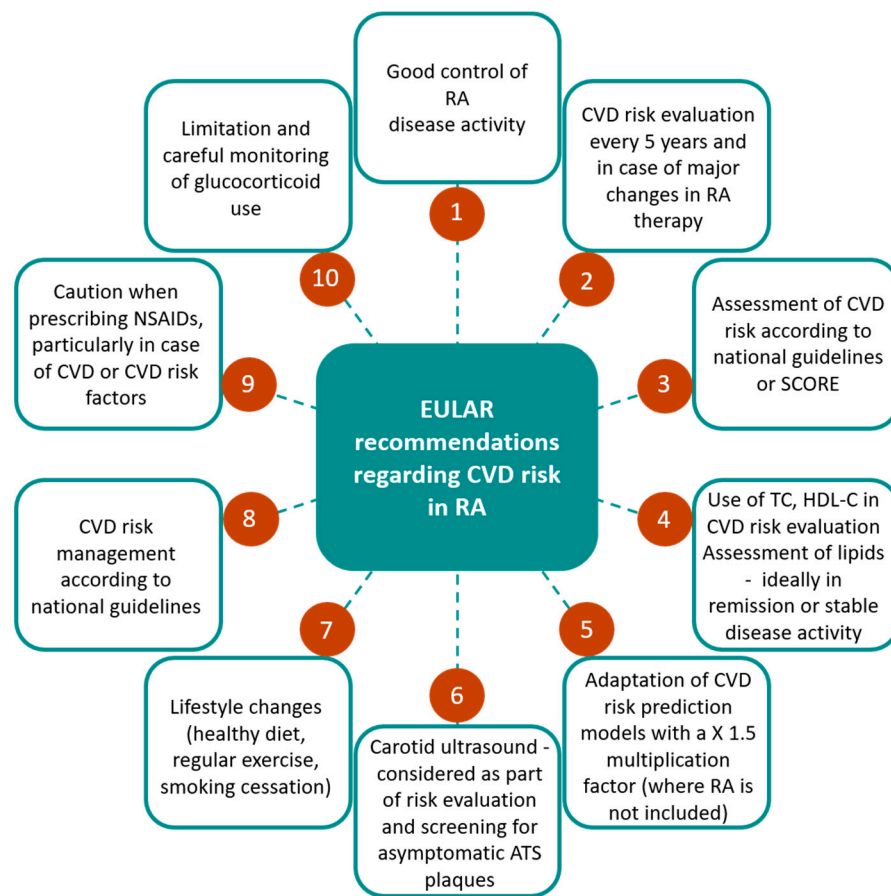 EULAR
recommendations
regarding CVD risk
in RA
1
Good control of
RA
disease activity
2
CVD risk evaluation
every 5 years and
in case of major
changes in RA
therapy
3
Assessment of CVD
risk according to
national guidelines
or SCORE
4
Use of TC, HDL-C in
CVD risk evaluation
Assessment of lipids
- ideally in
remission or stable
disease activity
5
Adaptation of CVD
risk prediction
models with a X 1.5
multiplication
factor (where RA is
not included)
6
Carotid ultrasound -
considered as part
of risk evaluation
and screening for
asymptomatic ATS
plaques
7
Lifestyle changes
(healthy diet,
regular exercise,
smoking cessation)
8
CVD risk
management
according to
national guidelines
9
Caution when
prescribing NSAIDs,
particularly in case
of CVD or CVD risk
factors
10
Limitation and
careful monitoring
of glucocorticoid
use